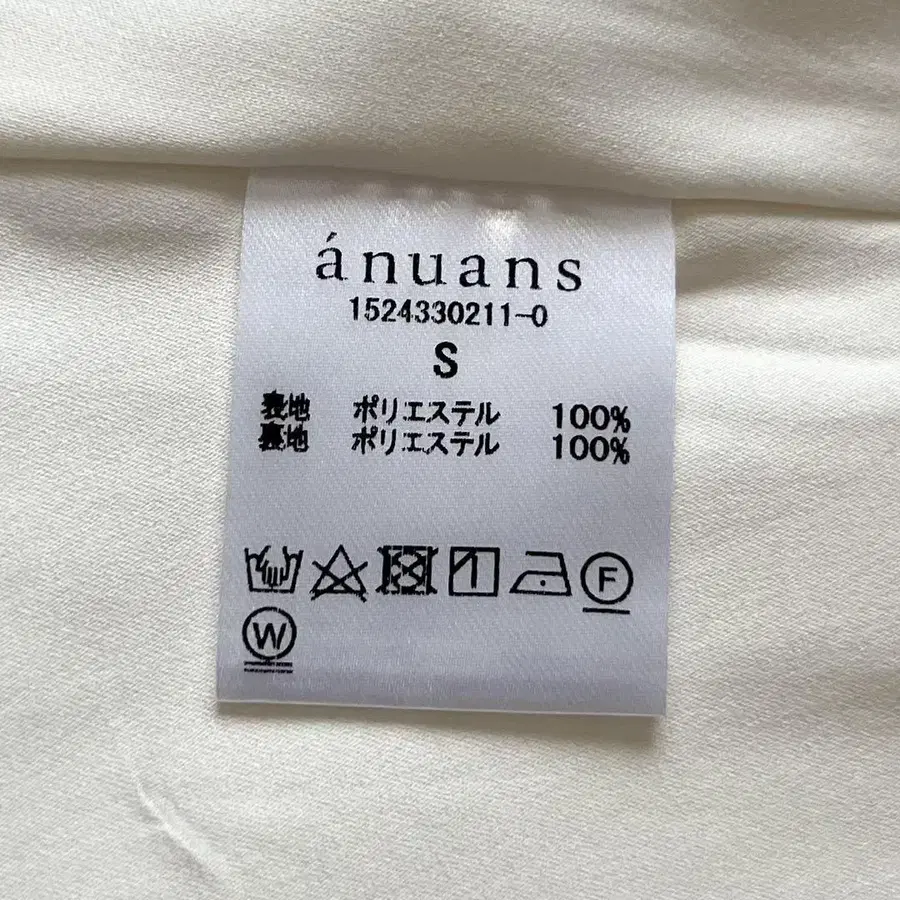 ánuans
1524330211-0
S
表地 ポリエステル 100%
裏地 ポリエステル 100%
F
W